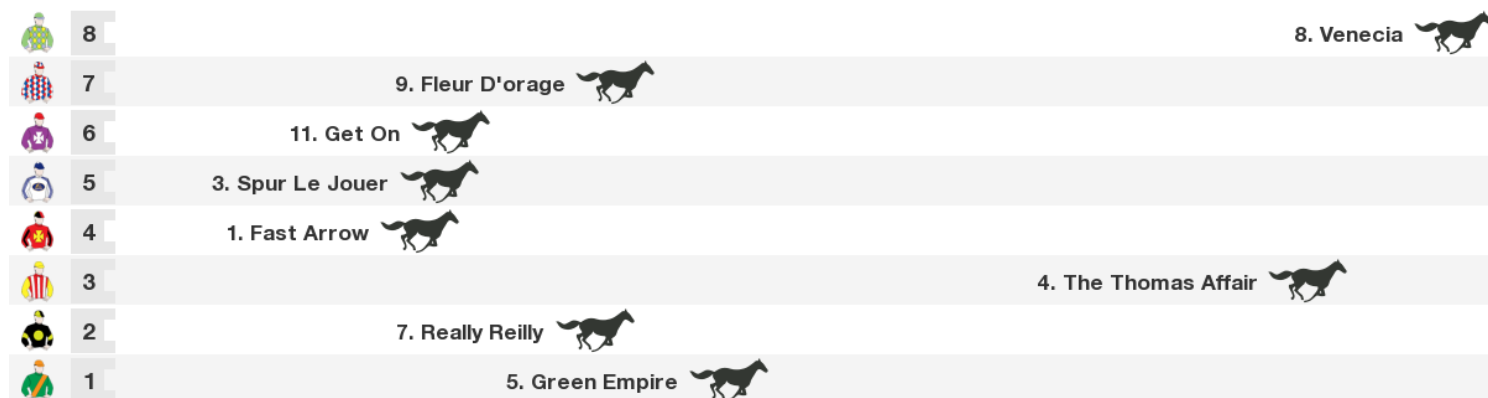 8 8. Venecia
7 9. Fleur D'orage
6 11. Get On
5 3. Spur Le Jouer
4 1. Fast Arrow
3 4. The Thomas Affair
2 7. Really Reilly
1 5. Green Empire